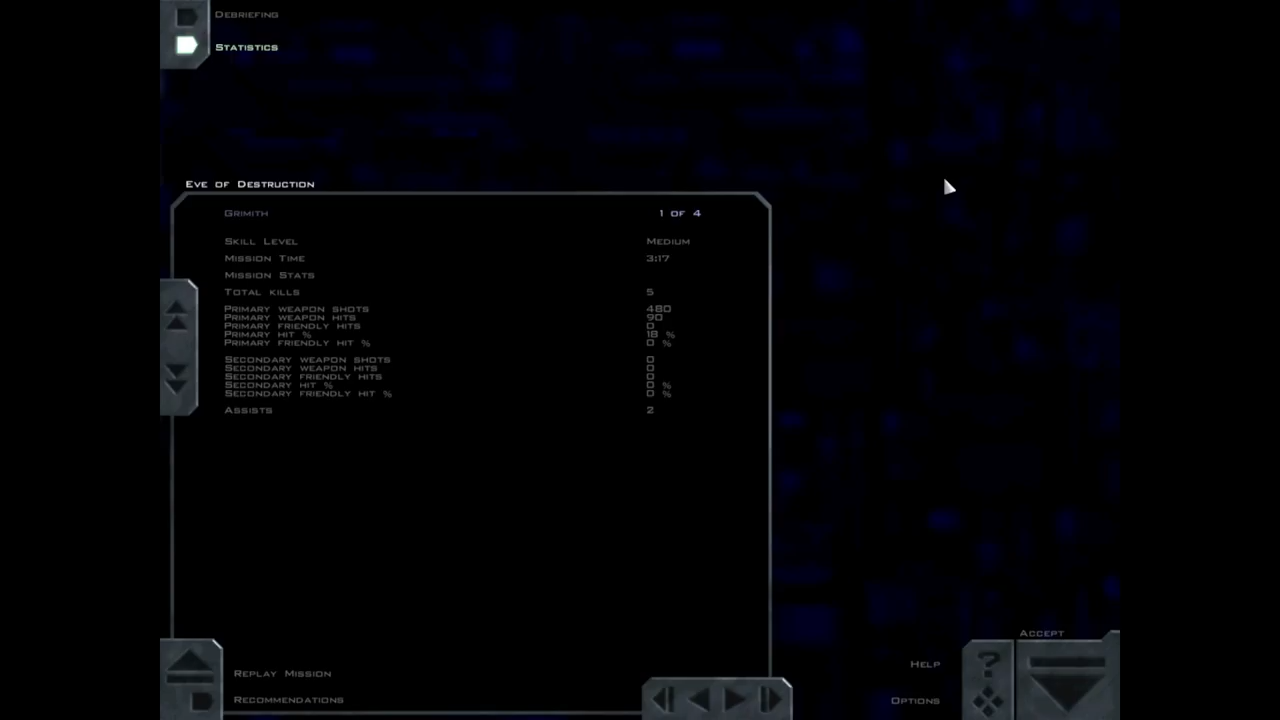 Debriefing
Statistics
Eve of Destruction
Grimith 1 of 4
Skill Level Medium
Mission Time 3:17
Mission Stats
Total kills 5
Primary weapon shots 480
Primary weapon hits 90
Primary friendly hits 0
Primary hit % 18 %
Primary friendly hit % 0 %
Secondary weapon shots 0
Secondary weapon hits 0
Secondary friendly hits 0
Secondary hit % 0 %
Secondary friendly hit % 0 %
Assists 2
Accept
Help ?
Replay Mission
Recommendations
Options